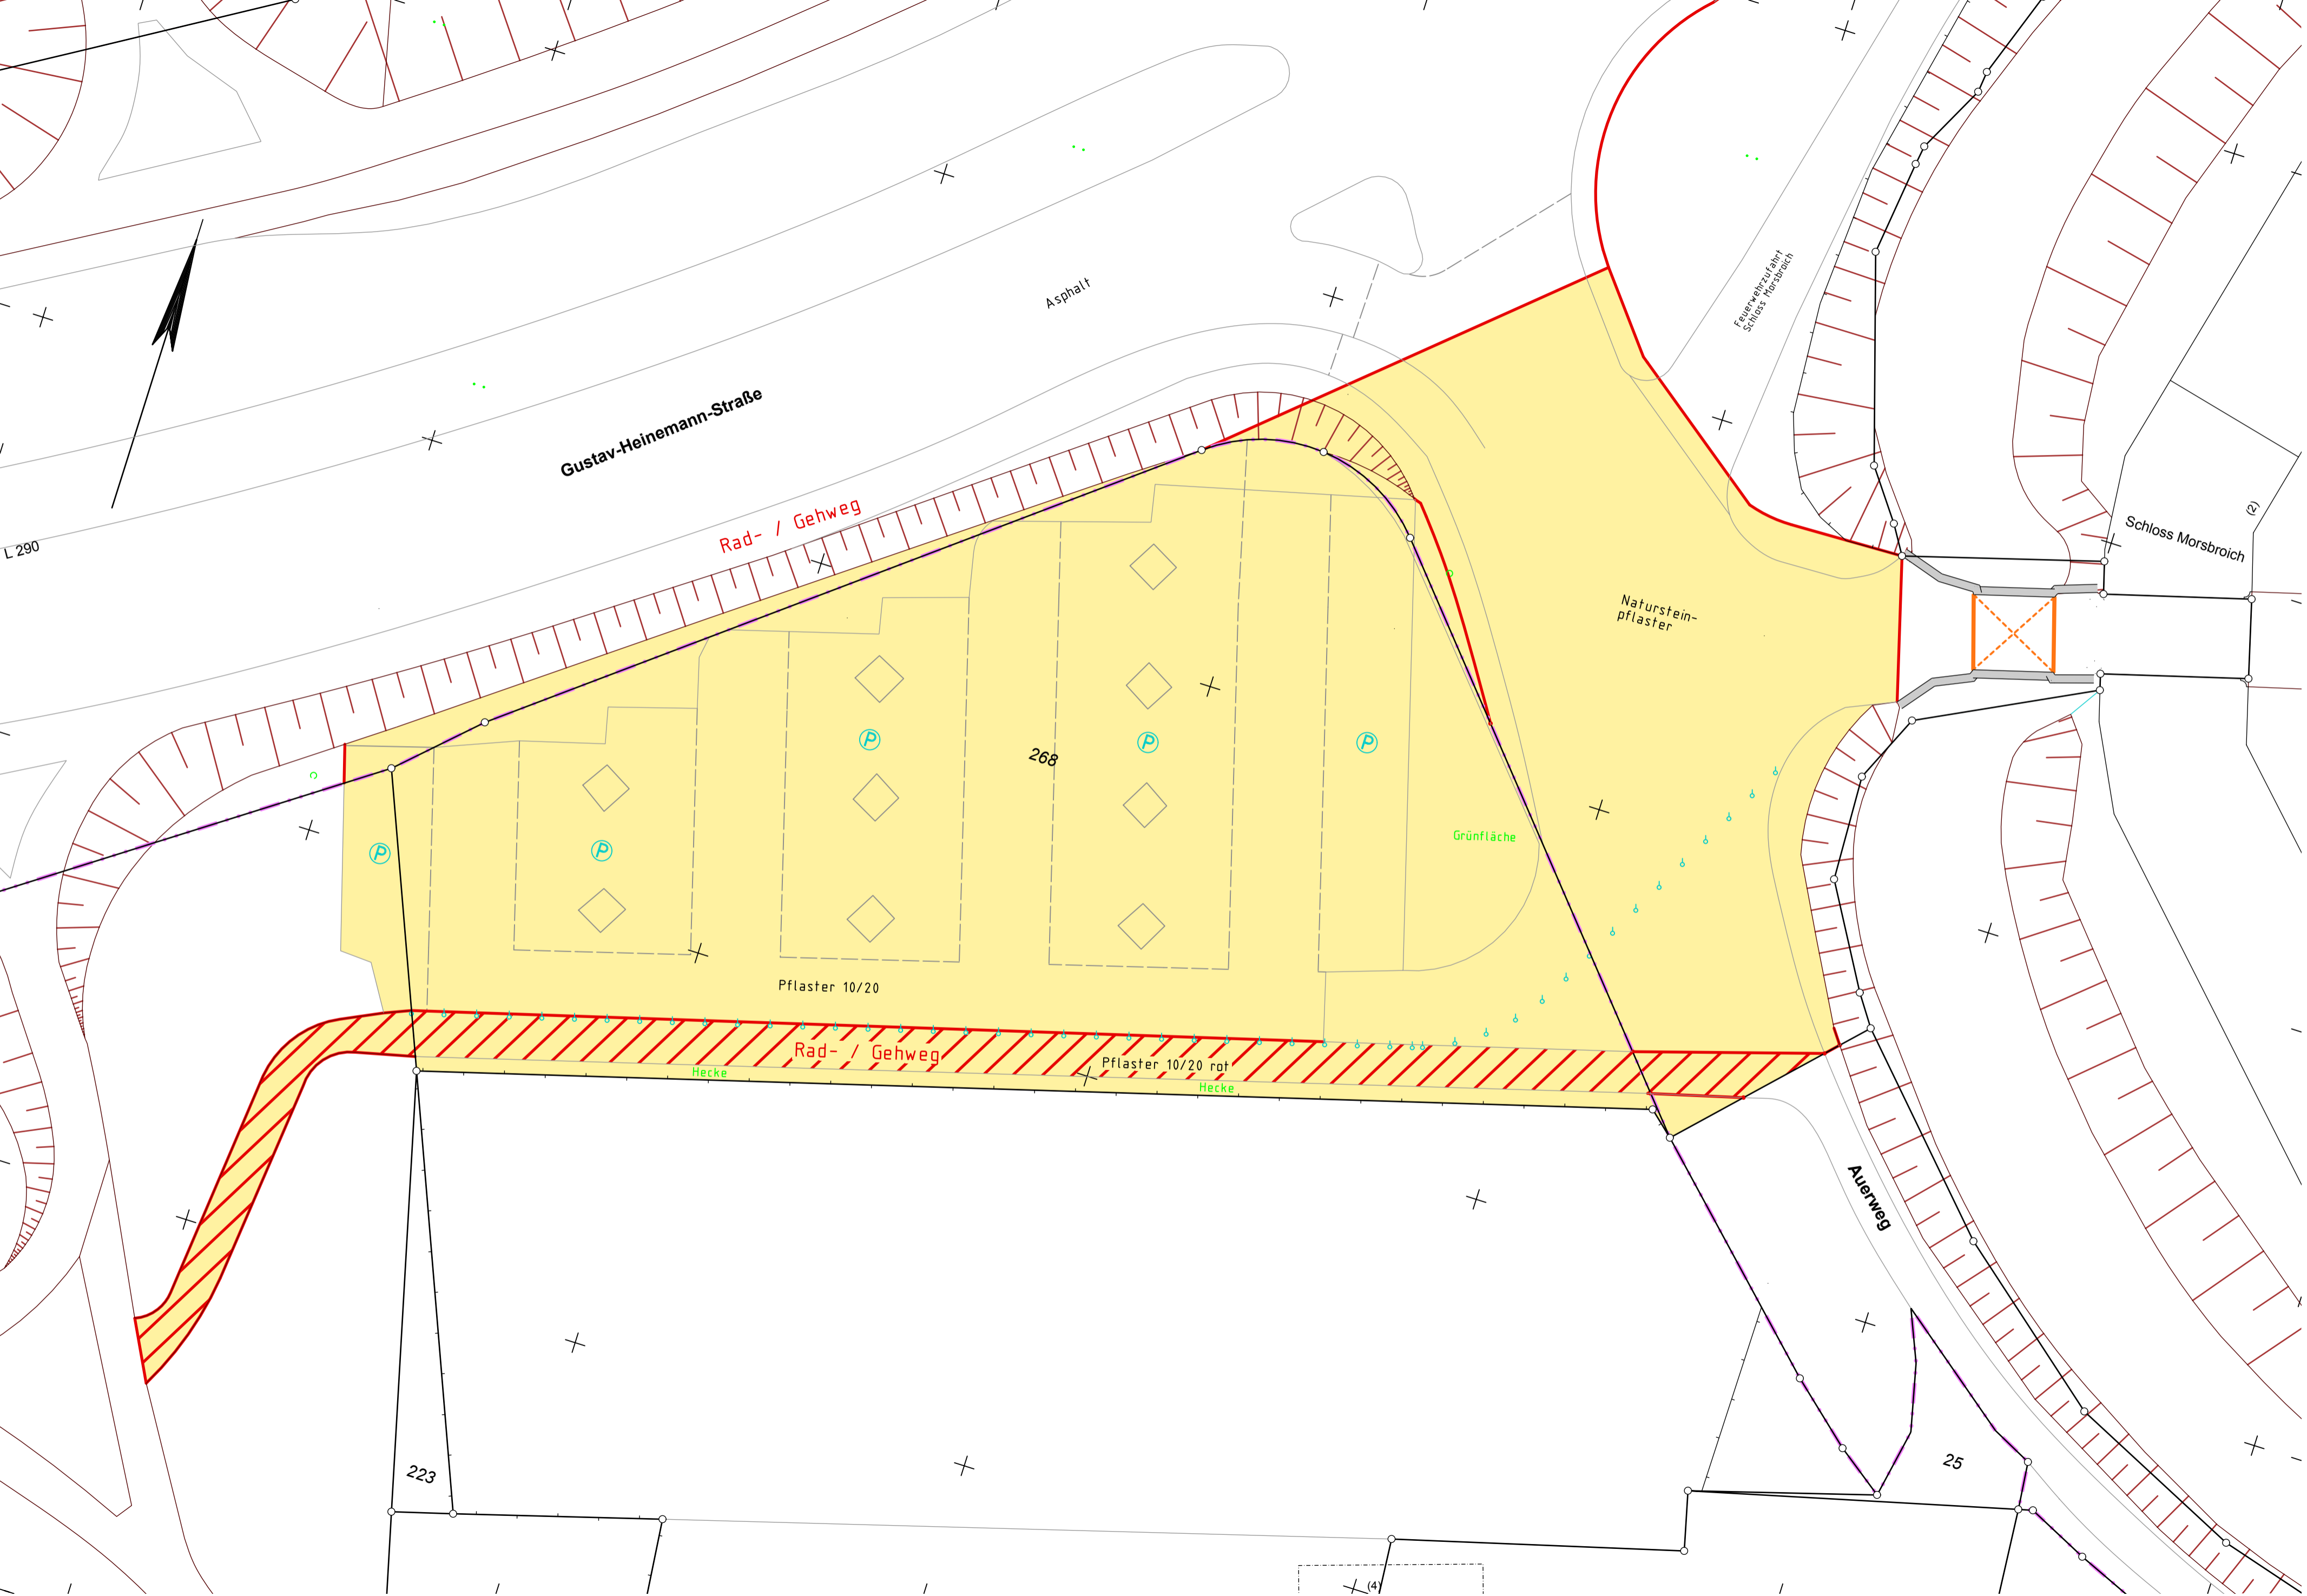 Asphalt
Feuerwehrzufahrt
Schloss Morsbroich
Gustav-Heinemann-Straße
Rad- / Gehweg
L 290
(2)
Schloss Morsbroich
Naturstein-
pflaster
P
P
P
268
P
P
Grünfläche
Pflaster 10/20
Rad- / Gehweg
Pflaster 10/20 rot
Hecke
Hecke
Auerweg
223
25
(4)